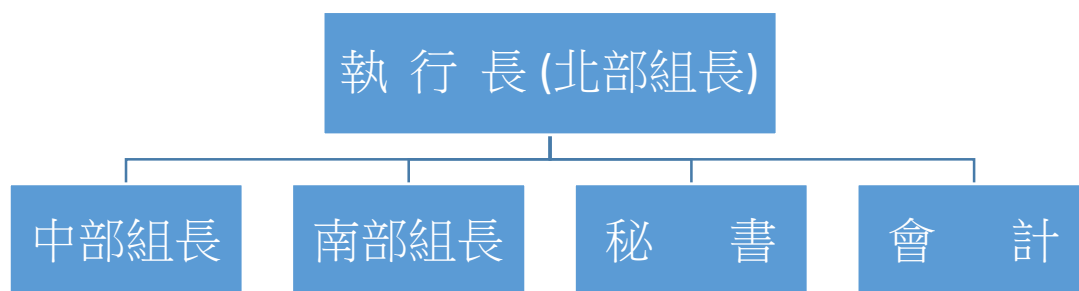 執 行 長 (北部組長)
中部組長
南部組長
秘 書
會 計